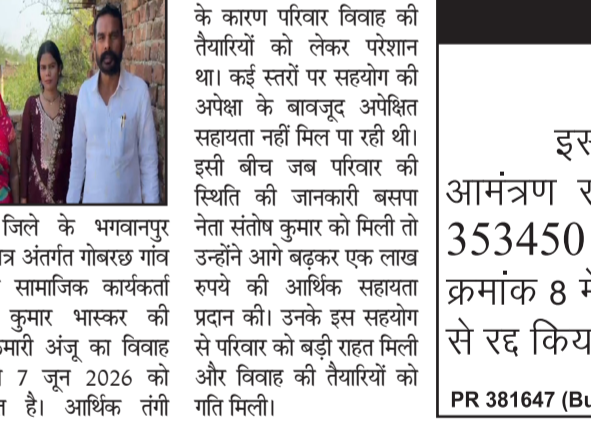 जिले के भगवानपुर
अंतर्गत गोबरछ गांव
सामाजिक कार्यकर्ता
कुमार भास्कर की
अंजू का विवाह
7 जून 2026 को
है। आर्थिक तंगी
के कारण परिवार विवाह की
तैयारियों को लेकर परेशान
था। कई स्तरों पर सहयोग की
अपेक्षा के बावजूद अपेक्षित
सहायता नहीं मिल पा रही थी।
इसी बीच जब परिवार की
स्थिति की जानकारी बसपा
नेता संतोष कुमार को मिली तो
उन्होंने आगे बढ़कर एक लाख
रुपये की आर्थिक सहायता
प्रदान की। उनके इस सहयोग
से परिवार को बड़ी राहत मिली
और विवाह की तैयारियों को
गति मिली।
आमंत्रण
353450
क्रमांक 8
से रद्द
PR 381647